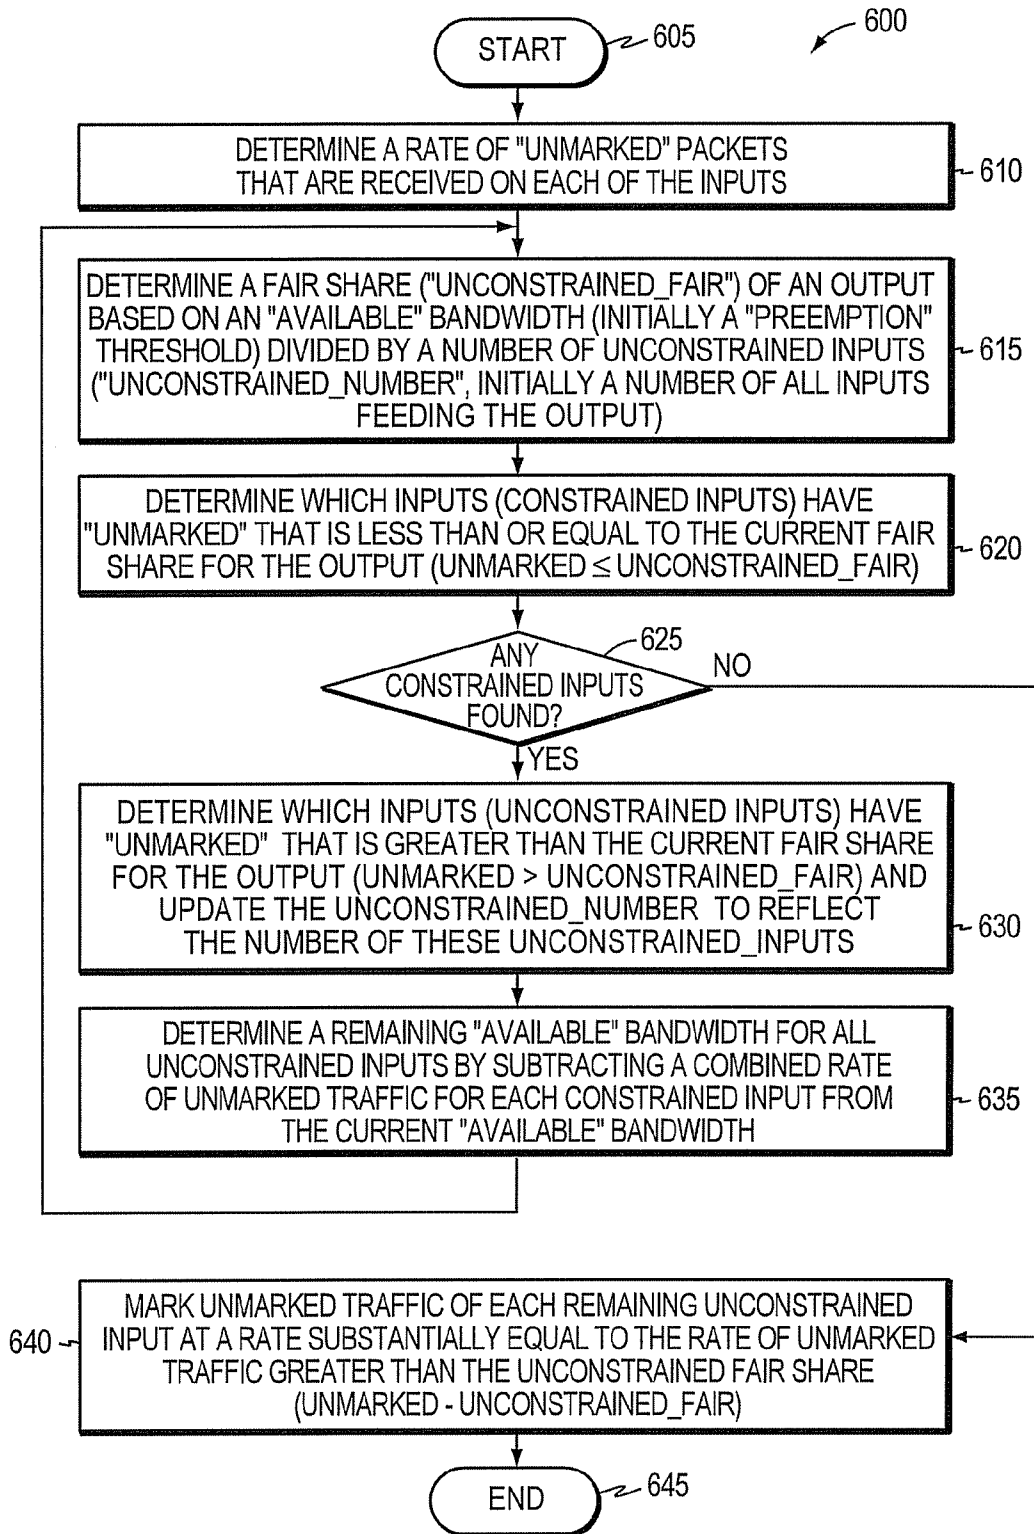 600
START
605
DETERMINE A RATE OF "UNMARKED" PACKETS
THAT ARE RECEIVED ON EACH OF THE INPUTS
610
DETERMINE A FAIR SHARE ("UNCONSTRAINED_FAIR") OF AN OUTPUT
BASED ON AN "AVAILABLE" BANDWIDTH (INITIALLY A "PREEMPTION"
THRESHOLD) DIVIDED BY A NUMBER OF UNCONSTRAINED INPUTS
("UNCONSTRAINED_NUMBER", INITIALLY A NUMBER OF ALL INPUTS
FEEDING THE OUTPUT)
615
DETERMINE WHICH INPUTS (CONSTRAINED INPUTS) HAVE
"UNMARKED" THAT IS LESS THAN OR EQUAL TO THE CURRENT FAIR
SHARE FOR THE OUTPUT (UNMARKED ≤ UNCONSTRAINED_FAIR)
620
625
ANY
CONSTRAINED INPUTS
FOUND?
NO
YES
DETERMINE WHICH INPUTS (UNCONSTRAINED INPUTS) HAVE
"UNMARKED" THAT IS GREATER THAN THE CURRENT FAIR SHARE
FOR THE OUTPUT (UNMARKED > UNCONSTRAINED_FAIR) AND
UPDATE THE UNCONSTRAINED_NUMBER TO REFLECT
THE NUMBER OF THESE UNCONSTRAINED_INPUTS
630
DETERMINE A REMAINING "AVAILABLE" BANDWIDTH FOR ALL
UNCONSTRAINED INPUTS BY SUBTRACTING A COMBINED RATE
OF UNMARKED TRAFFIC FOR EACH CONSTRAINED INPUT FROM
THE CURRENT "AVAILABLE" BANDWIDTH
635
MARK UNMARKED TRAFFIC OF EACH REMAINING UNCONSTRAINED
INPUT AT A RATE SUBSTANTIALLY EQUAL TO THE RATE OF UNMARKED
TRAFFIC GREATER THAN THE UNCONSTRAINED FAIR SHARE
(UNMARKED - UNCONSTRAINED_FAIR)
640
END
645